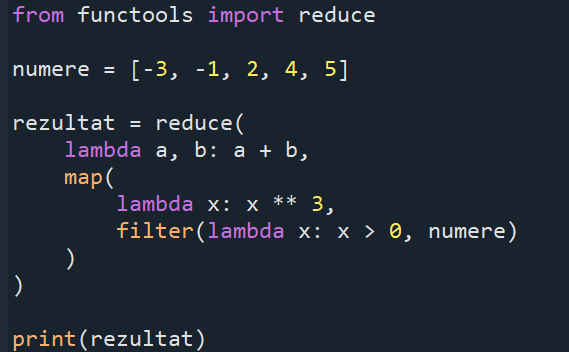 from functools import reduce
numere = [-3, -1, 2, 4, 5]
rezultat = reduce(
    lambda a, b: a + b,
    map(
        lambda x: x ** 3,
        filter(lambda x: x > 0, numere)
    )
)
print(rezultat)